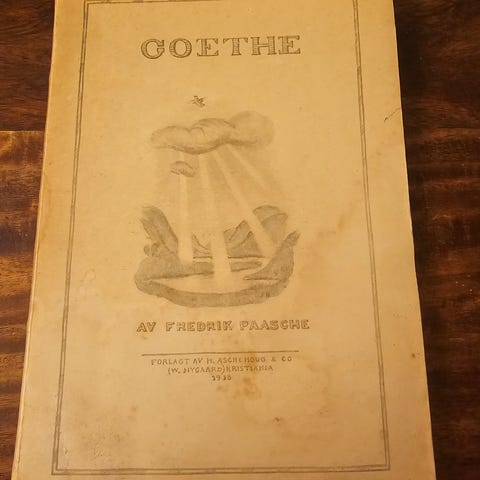 GOETHE
AV FREDRIK PAASCHE
FORLAGT AV H. ASCHEHOUG & CO
(W. NYGAARD) KRISTIANIA